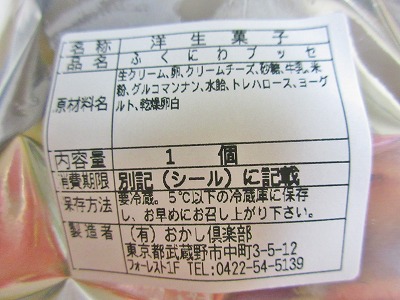 名称 洋生菓子
品名 ふくにわブッセ
原材料名 生クリーム、卵、クリームチーズ、砂糖、牛乳、米
粉、グルコマンナン、水飴、トレハロース、ヨーグ
ルト、乾燥卵白
内容量 1 個
消費期限 別記（シール）に記載
保存方法 要冷蔵。5℃以下の冷蔵庫に保存
し、お早めにお召し上がり下さい。
製造者 （有）おかし倶楽部
東京都武蔵野市中町3-5-12
フォーレスト1F TEL:0422-54-5139